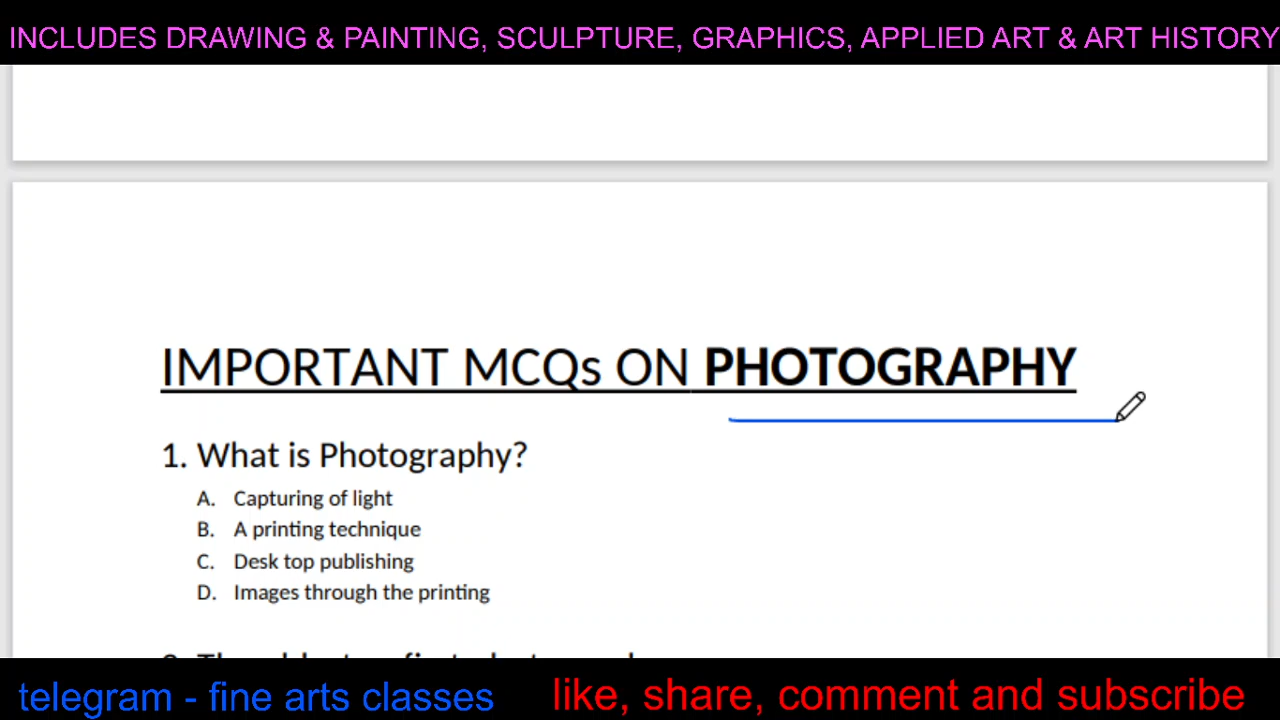 INCLUDES DRAWING & PAINTING, SCULPTURE, GRAPHICS, APPLIED ART & ART HISTORY
IMPORTANT MCQs ON PHOTOGRAPHY
1. What is Photography?
A. Capturing of light
B. A printing technique
C. Desk top publishing
D. Images through the printing
telegram - fine arts classes
like, share, comment and subscribe